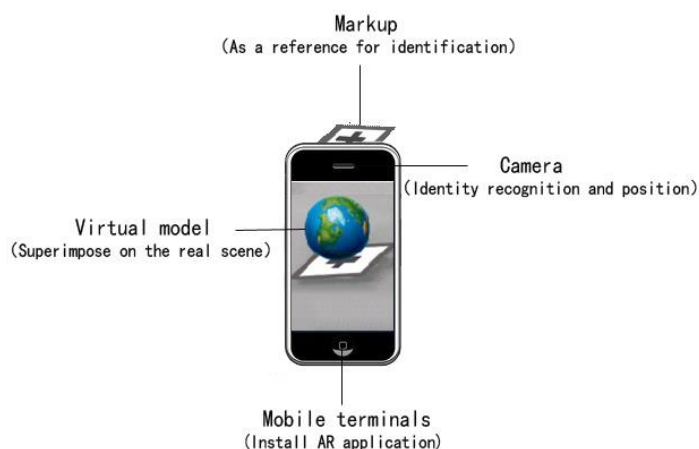 Markup
(As a reference for identification)
Camera
(Identity recognition and position)
Virtual model
(Superimpose on the real scene)
Mobile terminals
(Install AR application)